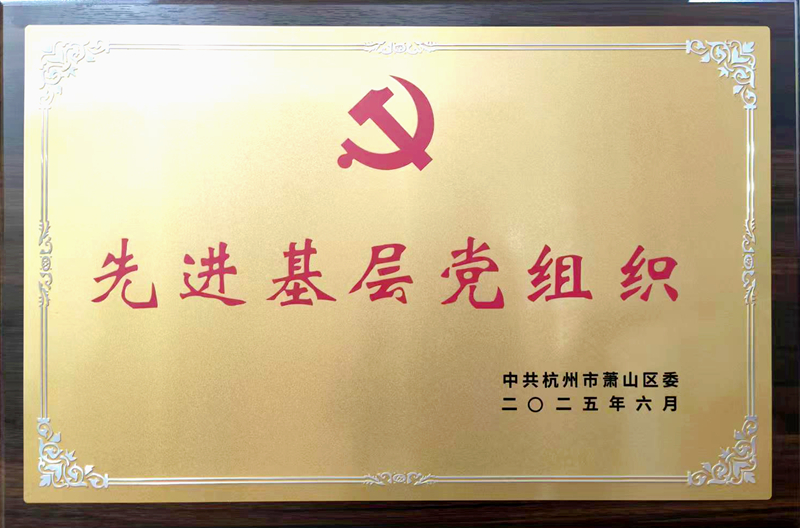 先进基层党组织
中共杭州市萧山区委
二〇二五年六月